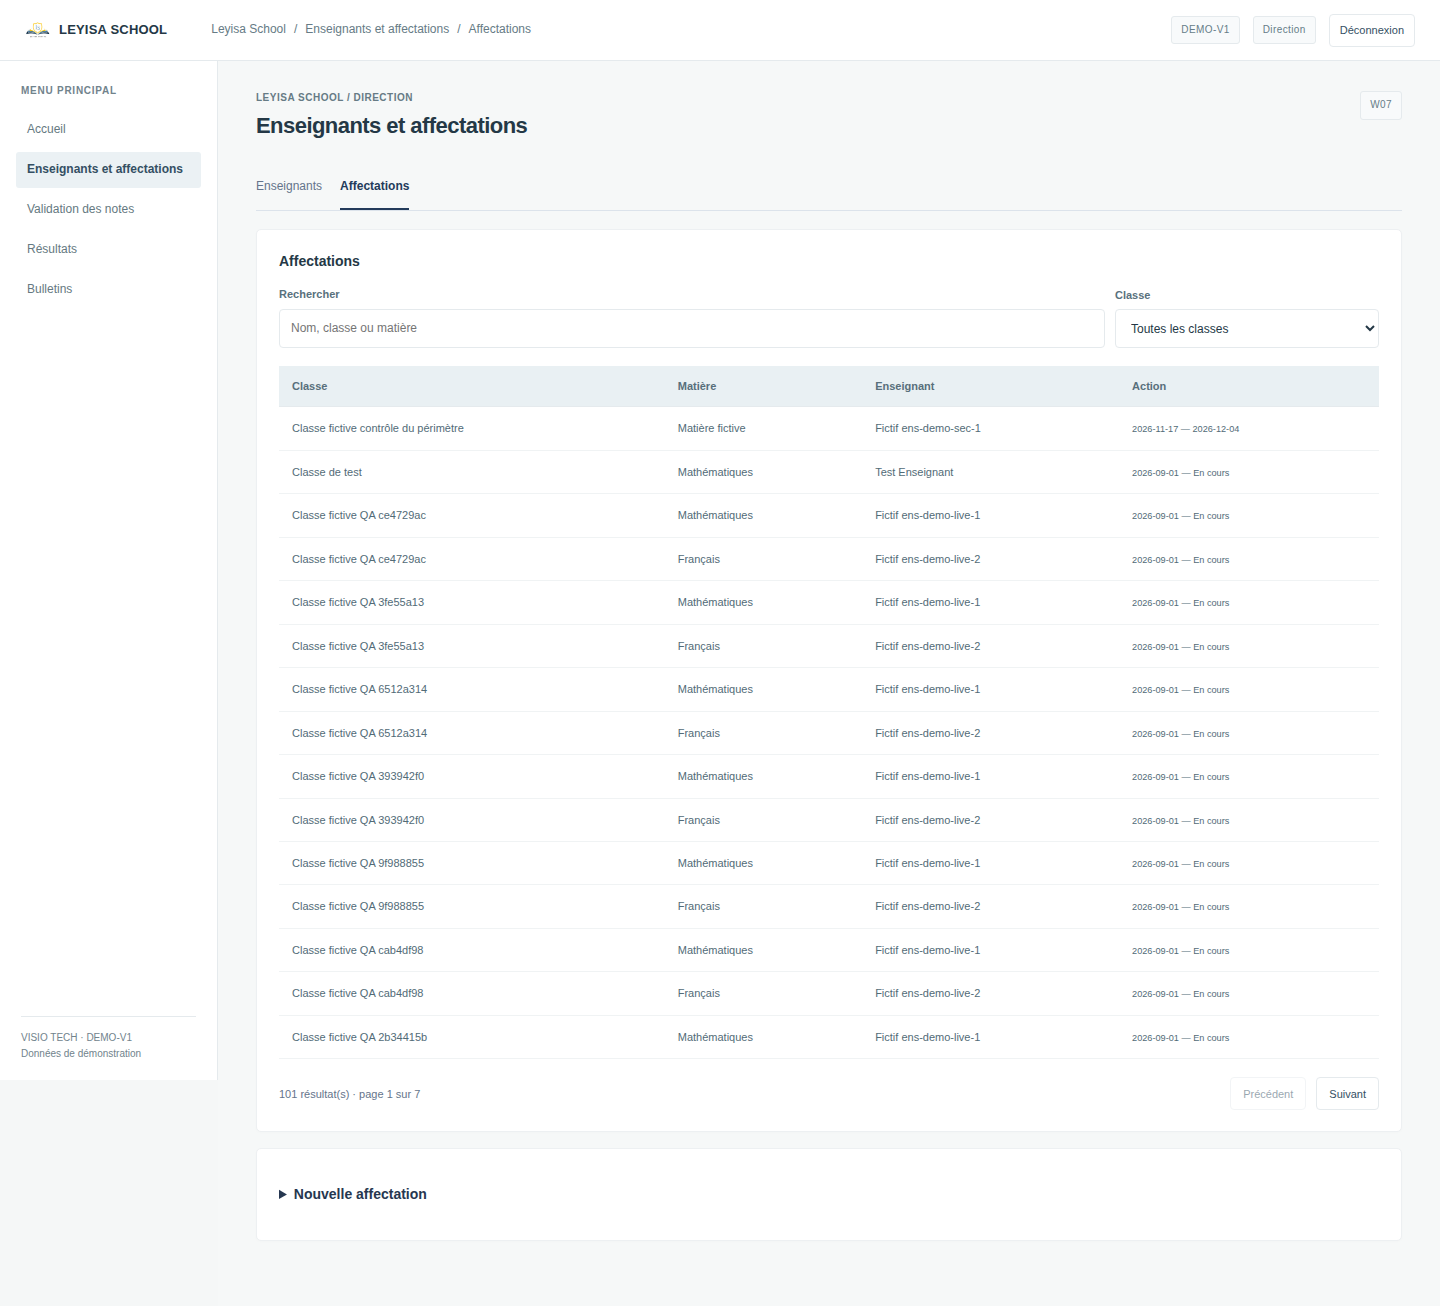 LEYISA SCHOOL
Leyisa School / Enseignants et affectations / Affectations
DEMO-V1
Direction
Déconnexion
MENU PRINCIPAL
Accueil
Enseignants et affectations
Validation des notes
Résultats
Bulletins
VISIO TECH · DEMO-V1
Données de démonstration
LEYISA SCHOOL / DIRECTION
W07
Enseignants et affectations
Enseignants
Affectations
Affectations
Rechercher
Classe
Nom, classe ou matière
Toutes les classes
Classe Matière Enseignant Action
Classe fictive contrôle du périmètre Matière fictive Fictif ens-demo-sec-1 2026-11-17 — 2026-12-04
Classe de test Mathématiques Test Enseignant 2026-09-01 — En cours
Classe fictive QA ce4729ac Mathématiques Fictif ens-demo-live-1 2026-09-01 — En cours
Classe fictive QA ce4729ac Français Fictif ens-demo-live-2 2026-09-01 — En cours
Classe fictive QA 3fe55a13 Mathématiques Fictif ens-demo-live-1 2026-09-01 — En cours
Classe fictive QA 3fe55a13 Français Fictif ens-demo-live-2 2026-09-01 — En cours
Classe fictive QA 6512a314 Mathématiques Fictif ens-demo-live-1 2026-09-01 — En cours
Classe fictive QA 6512a314 Français Fictif ens-demo-live-2 2026-09-01 — En cours
Classe fictive QA 393942f0 Mathématiques Fictif ens-demo-live-1 2026-09-01 — En cours
Classe fictive QA 393942f0 Français Fictif ens-demo-live-2 2026-09-01 — En cours
Classe fictive QA 9f988855 Mathématiques Fictif ens-demo-live-1 2026-09-01 — En cours
Classe fictive QA 9f988855 Français Fictif ens-demo-live-2 2026-09-01 — En cours
Classe fictive QA cab4df98 Mathématiques Fictif ens-demo-live-1 2026-09-01 — En cours
Classe fictive QA cab4df98 Français Fictif ens-demo-live-2 2026-09-01 — En cours
Classe fictive QA 2b34415b Mathématiques Fictif ens-demo-live-1 2026-09-01 — En cours
101 résultat(s) · page 1 sur 7
Précédent
Suivant
Nouvelle affectation